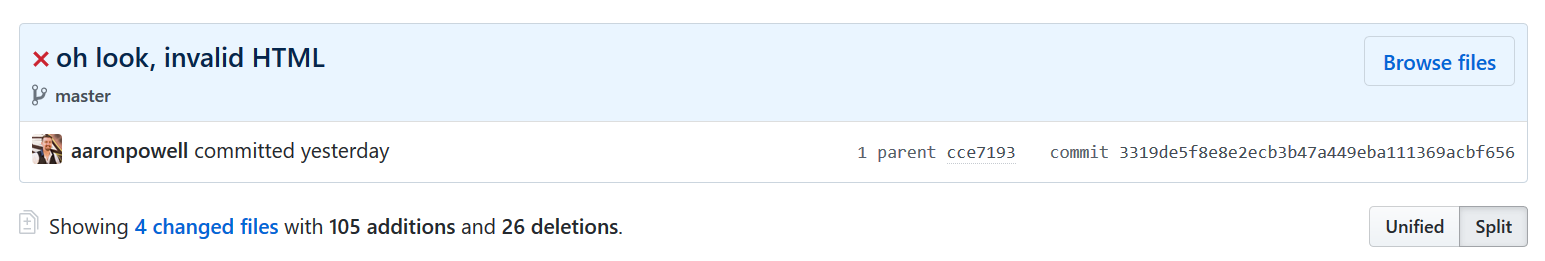 oh look, invalid HTML
Browse files
master
aaronpowell committed yesterday
1 parent cce7193 commit 3319de5f8e8e2ecb3b47a449eba111369acbf656
Showing 4 changed files with 105 additions and 26 deletions.
Unified Split